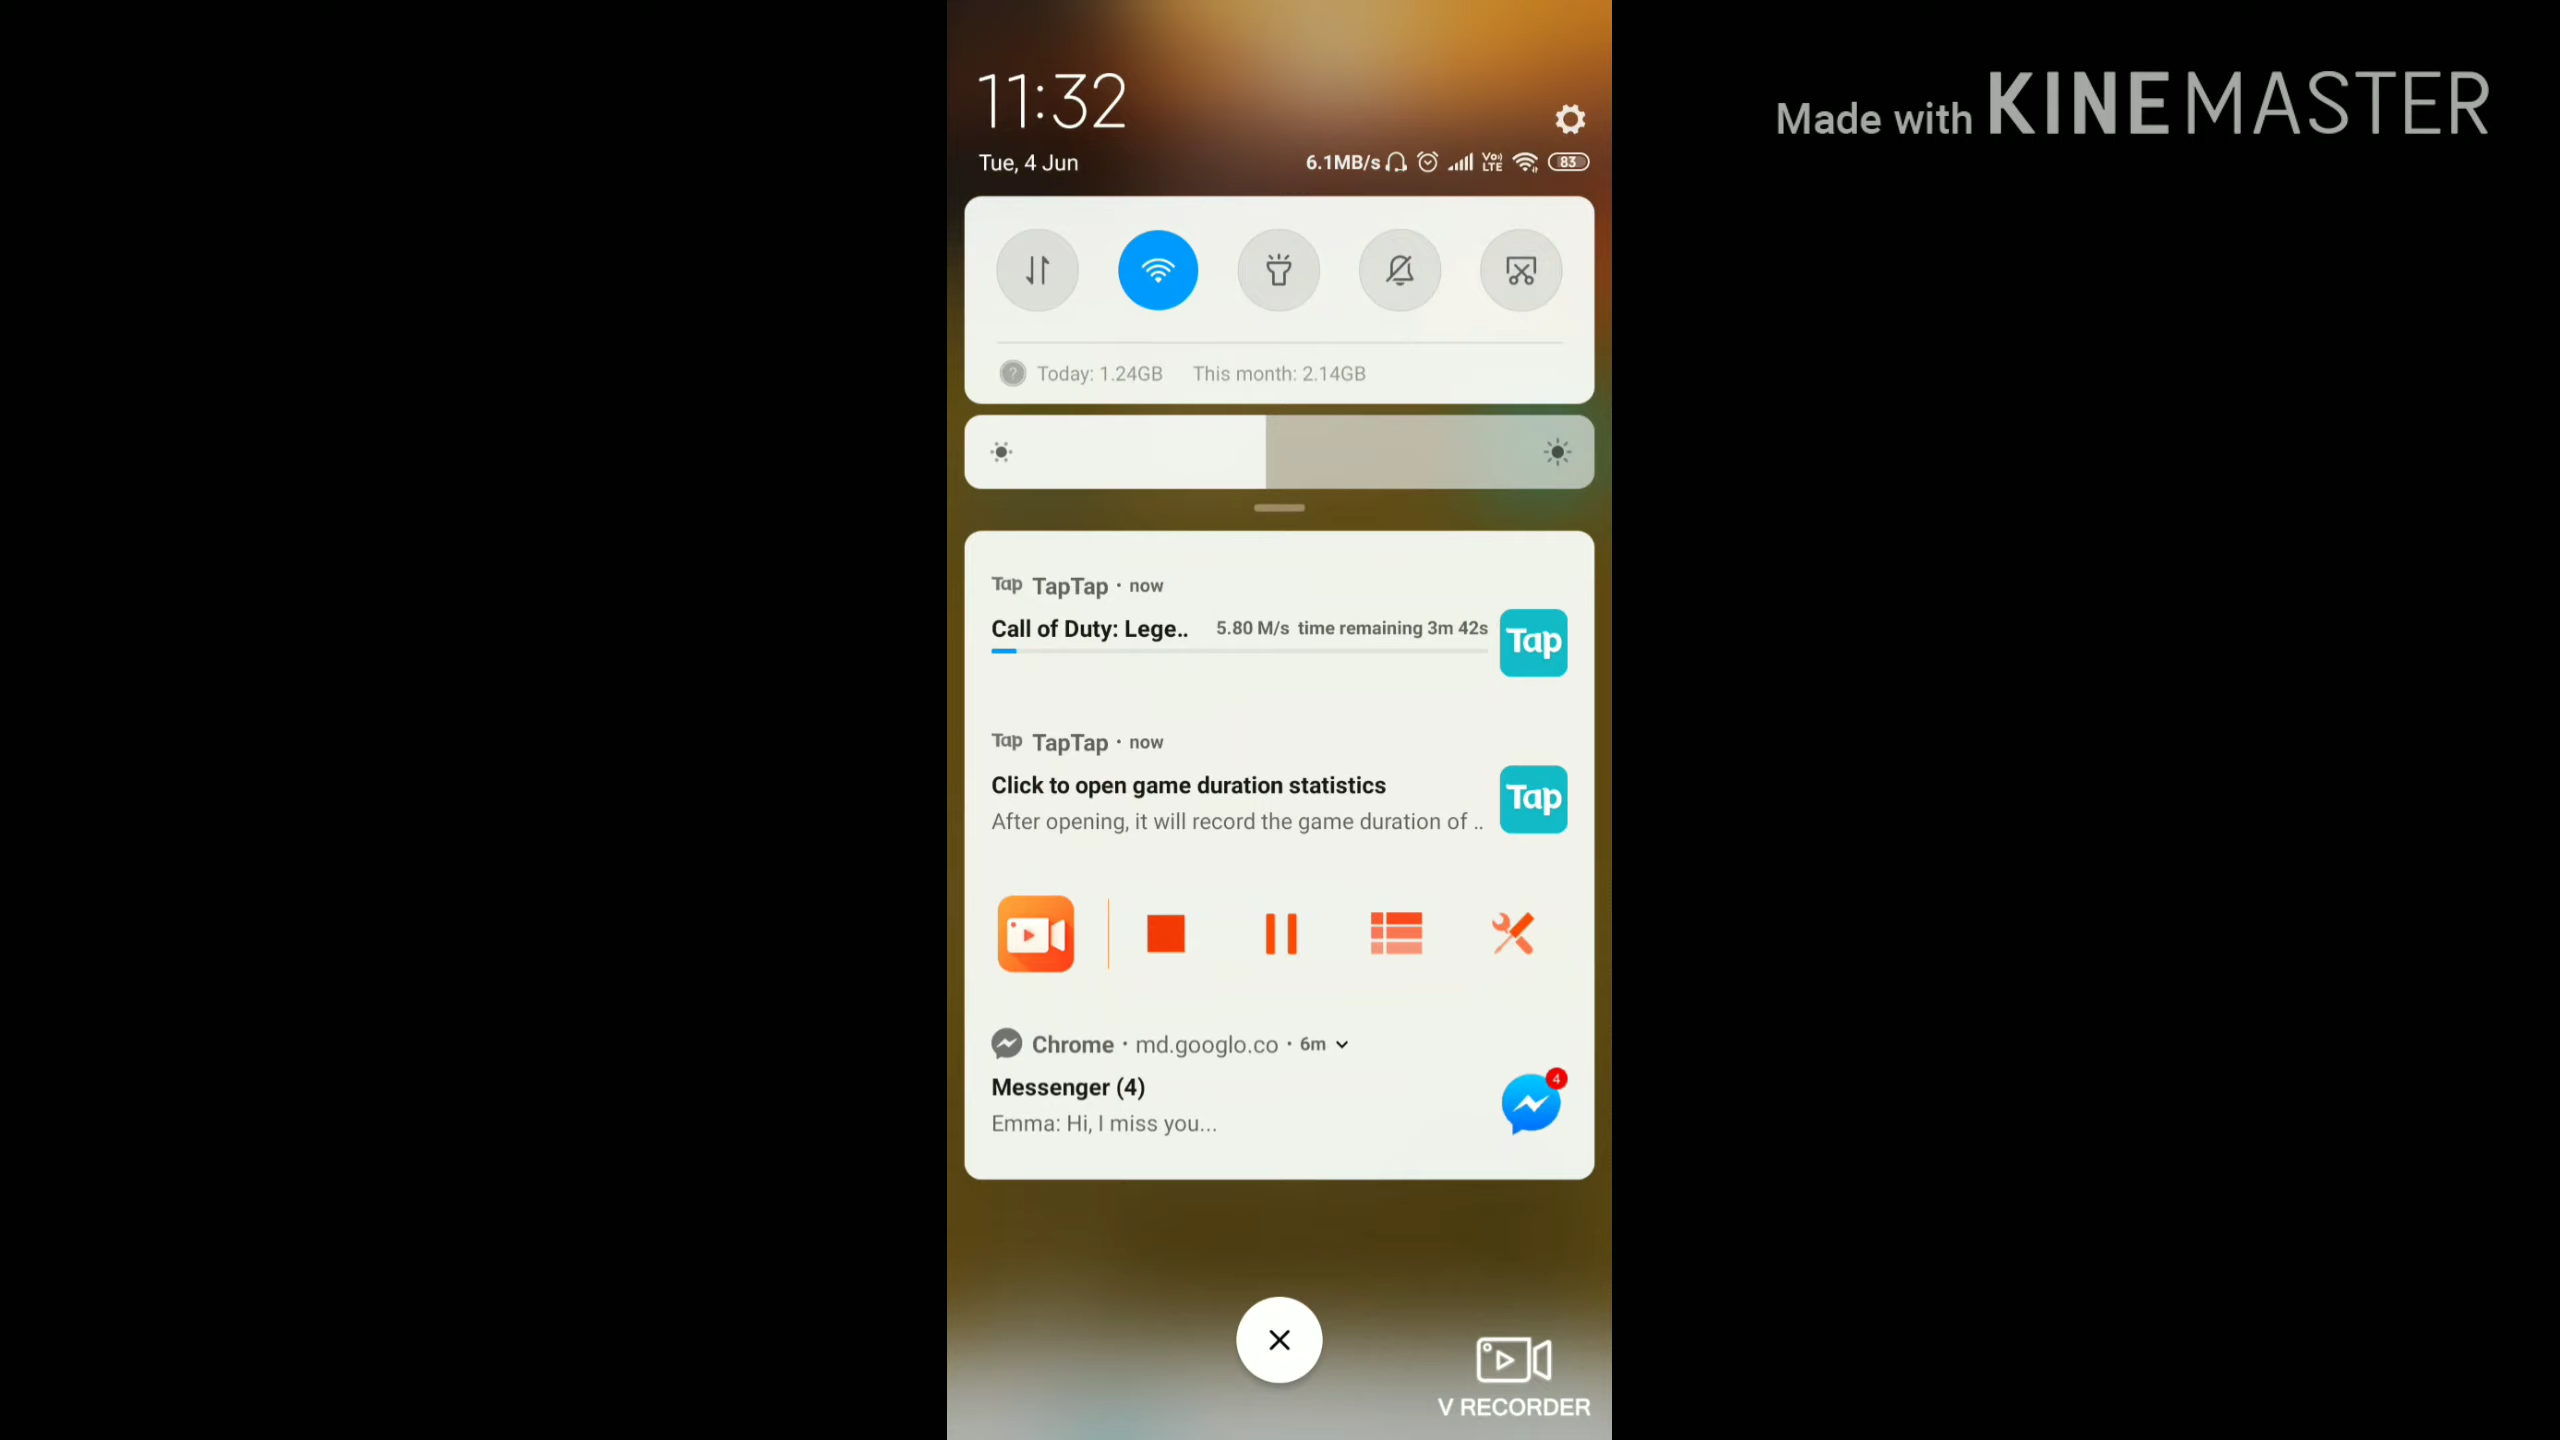 Made with KINEMASTER
11:32
Tue, 4 Jun
6.1MB/s Vo) LTE 83
Today: 1.24GB This month: 2.14GB
Tap TapTap · now
Call of Duty: Lege.. 5.80 M/s time remaining 3m 42s
Tap
Tap TapTap · now
Click to open game duration statistics
After opening, it will record the game duration of ..
Tap
Chrome · md.googlo.co · 6m
Messenger (4)
4
Emma: Hi, I miss you...
V RECORDER